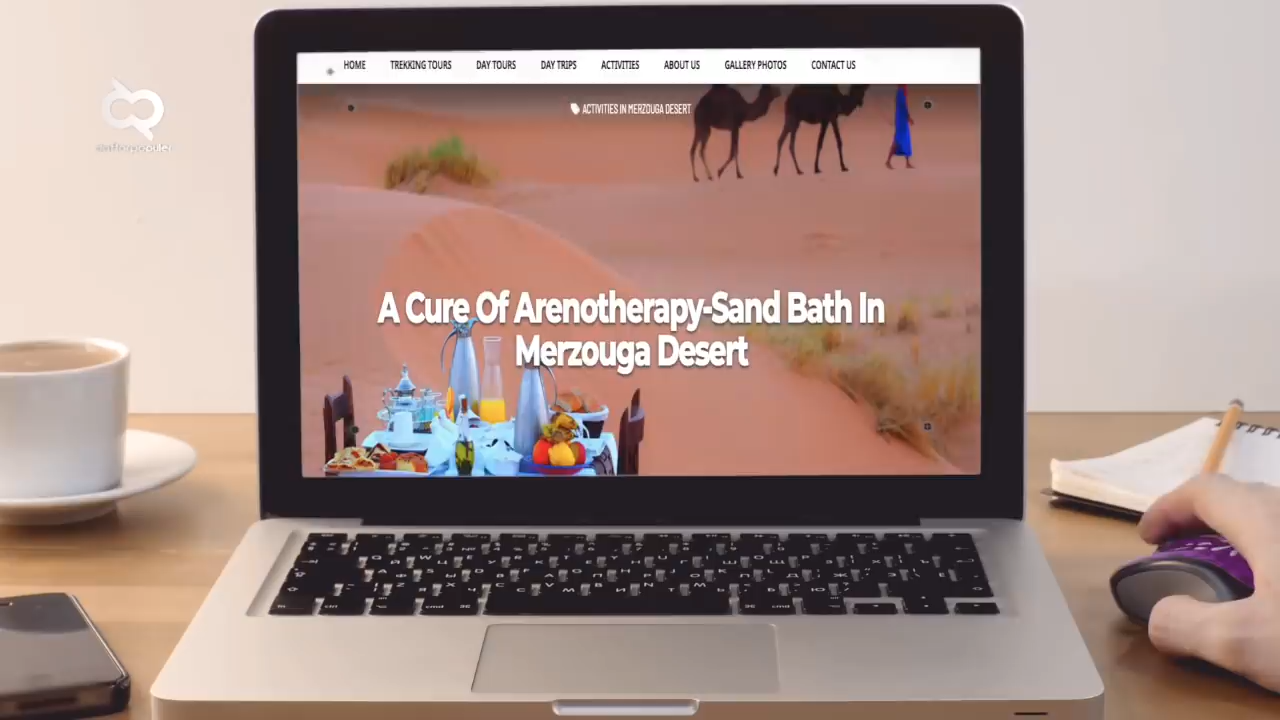 HOME TREKKING TOURS DAY TOURS DAY TRIPS ACTIVITIES ABOUT US GALLERY PHOTOS CONTACT US
ACTIVITIES IN MERZOUGA DESERT
A Cure Of Arenotherapy-Sand Bath In
Merzouga Desert